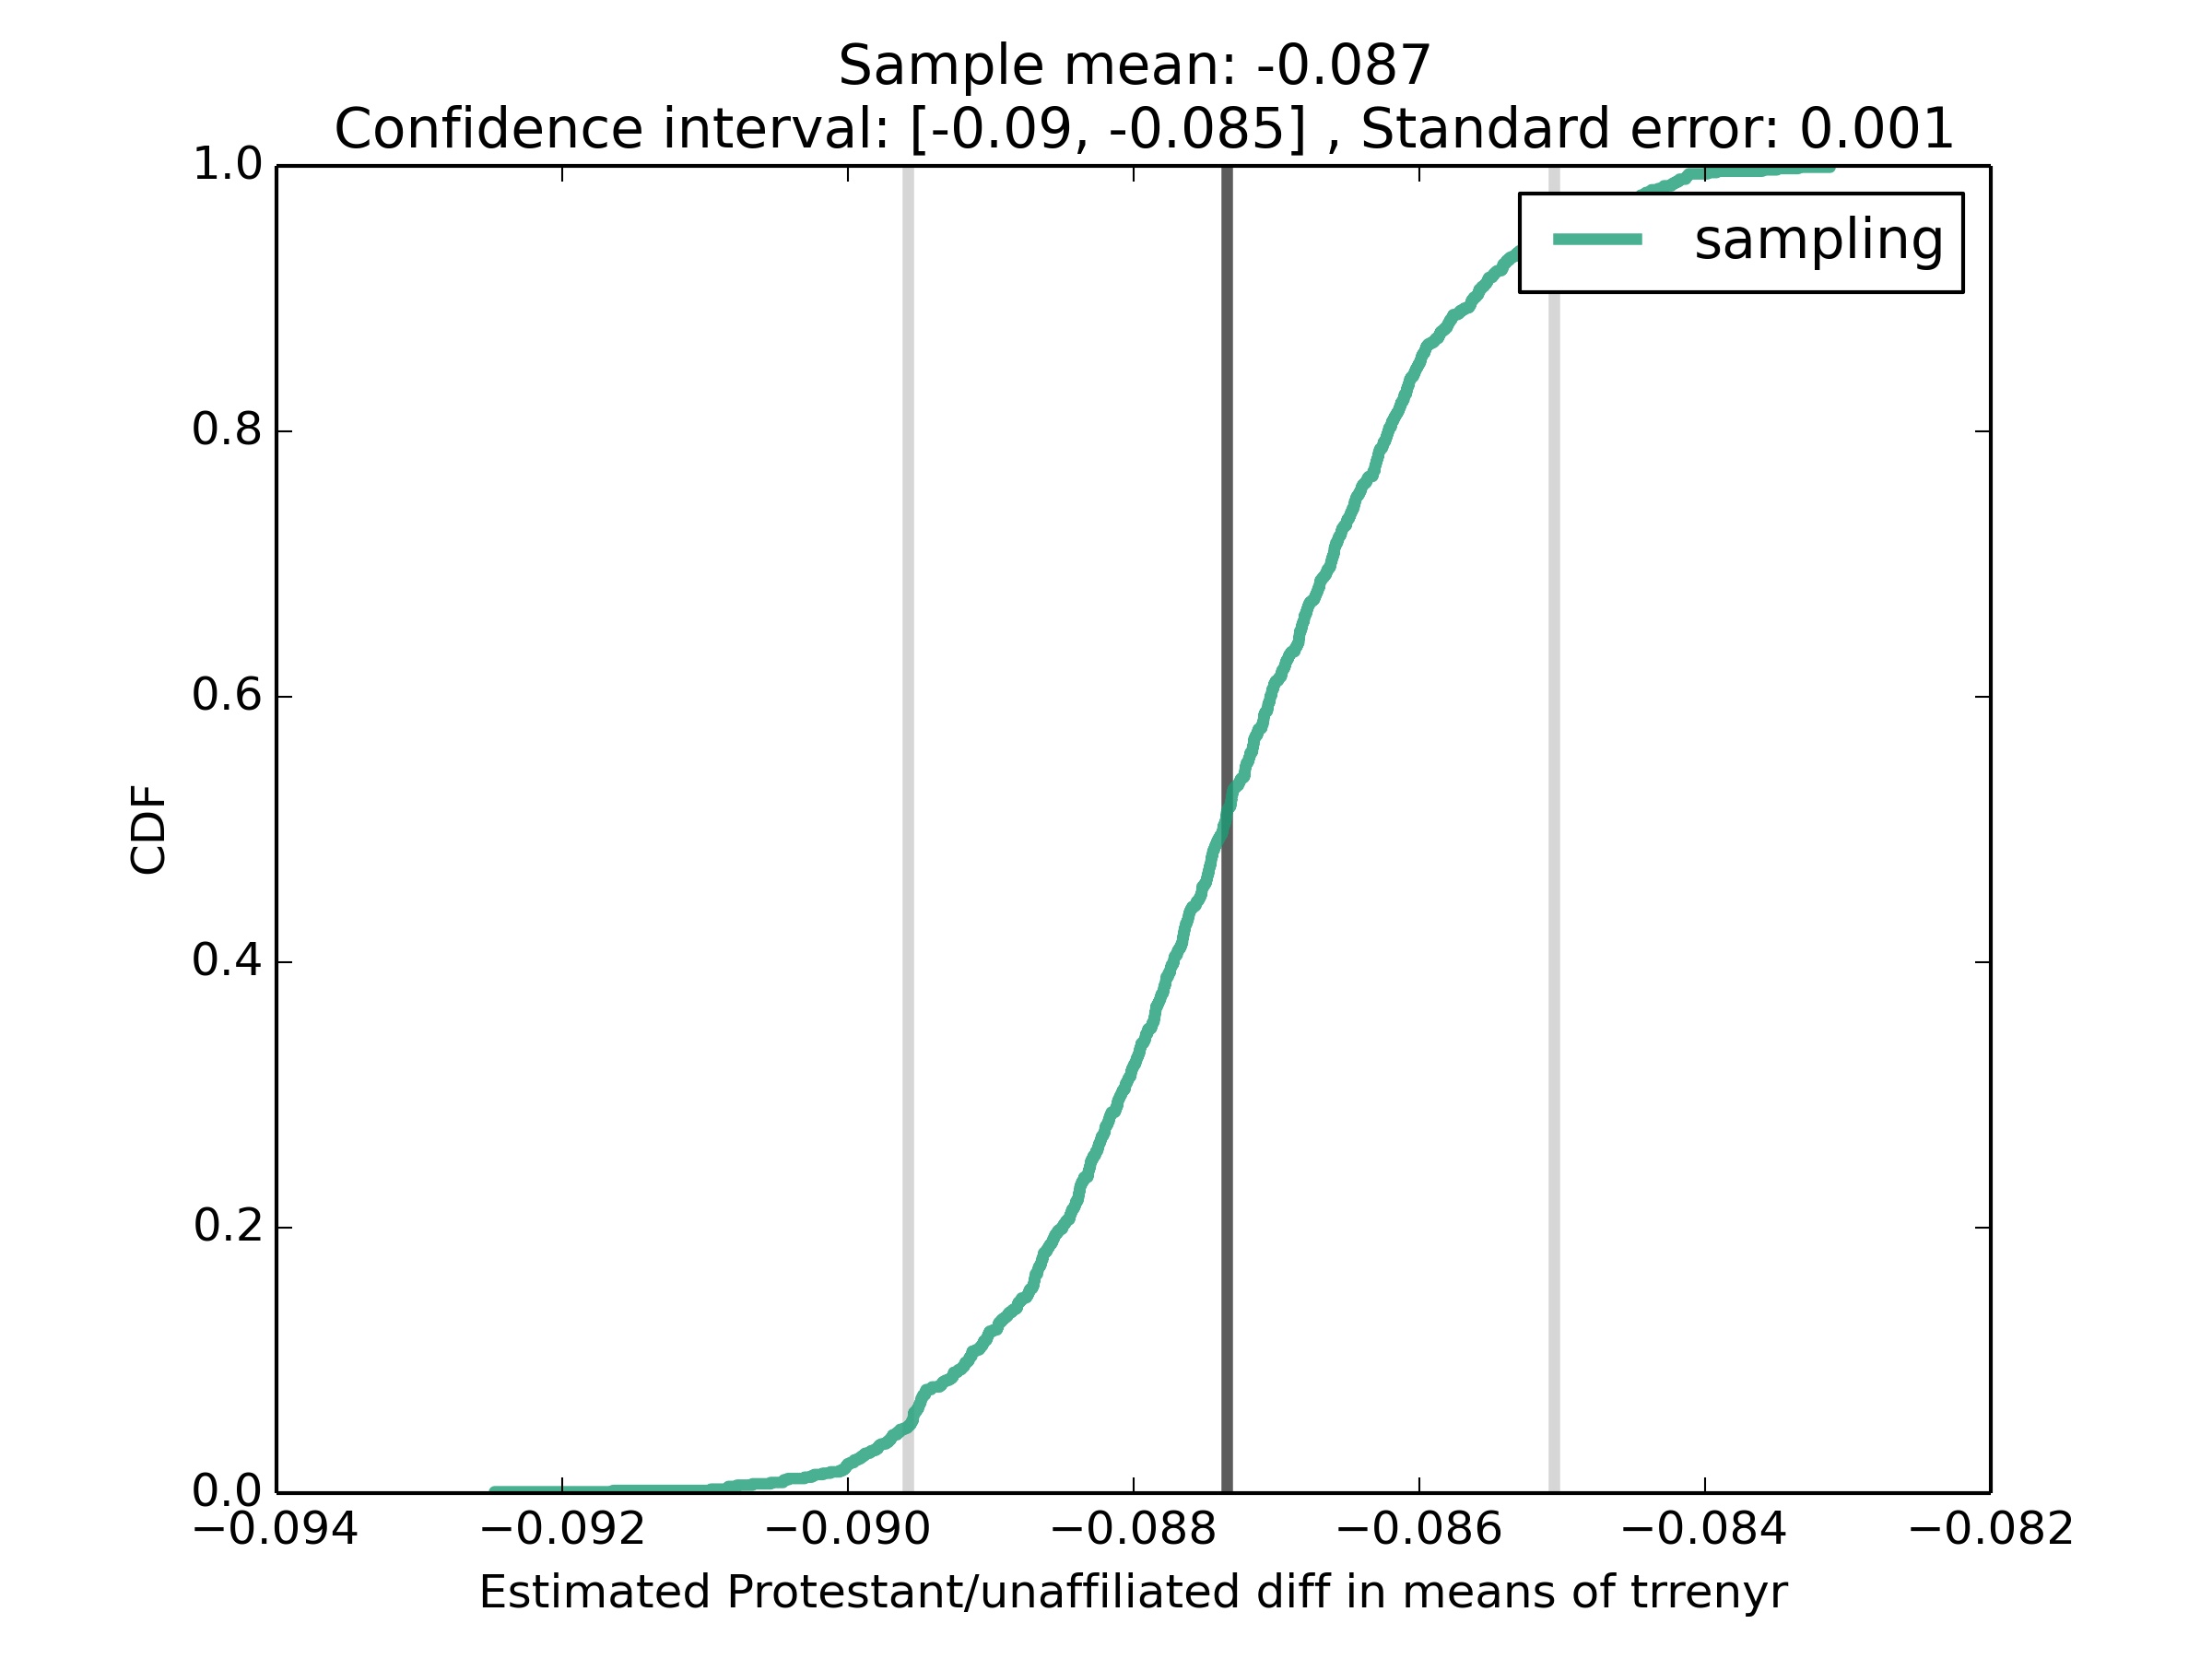 Sample mean: -0.087
Confidence interval: [-0.09, -0.085] , Standard error: 0.001
sampling
1.0
0.8
0.6
0.4
0.2
0.0
CDF
−0.094 −0.092 −0.090 −0.088 −0.086 −0.084 −0.082
Estimated Protestant/unaffiliated diff in means of trrenyr